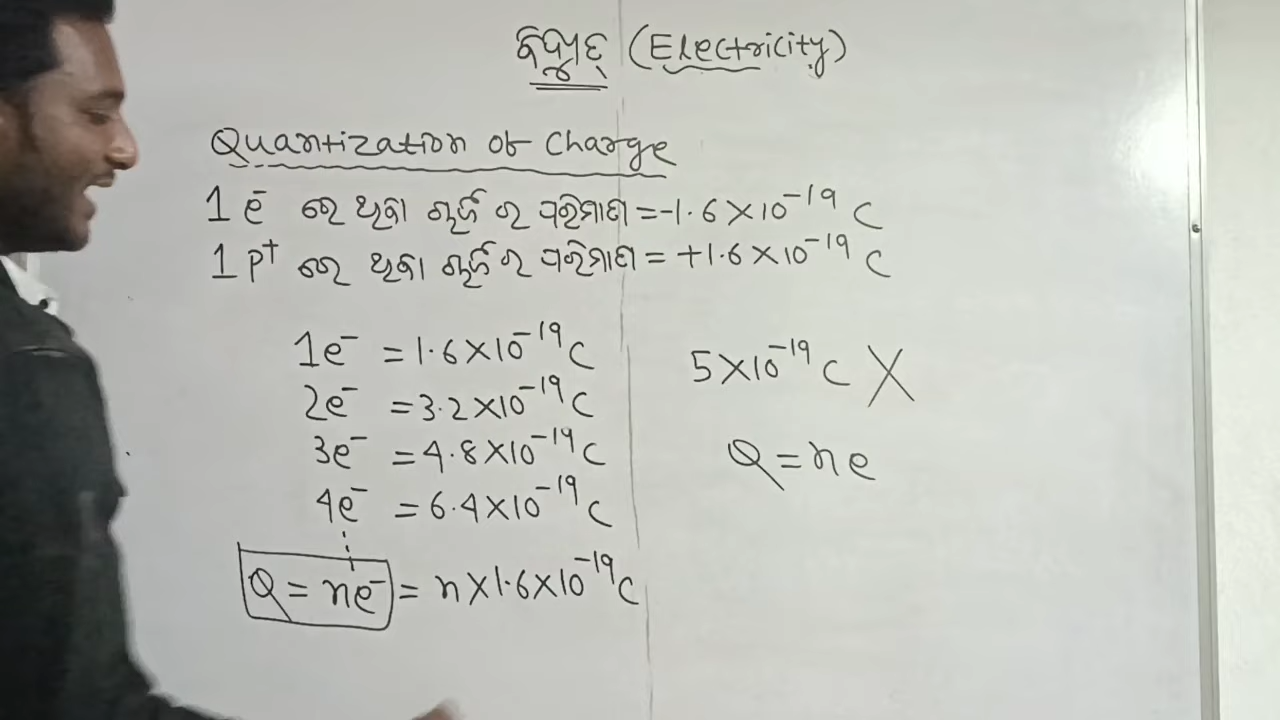 ବିଦ୍ୟୁତ୍ (Electricity)
Quantization of Charge
1 e⁻ ରେ ଥିବା ଚାର୍ଜ ର ପରିମାଣ = -1.6 × 10⁻¹⁹ C
1 p⁺ ରେ ଥିବା ଚାର୍ଜ ର ପରିମାଣ = +1.6 × 10⁻¹⁹ C
1e⁻ = 1.6 × 10⁻¹⁹ C
2e⁻ = 3.2 × 10⁻¹⁹ C
3e⁻ = 4.8 × 10⁻¹⁹ C
4e⁻ = 6.4 × 10⁻¹⁹ C
Q = ne⁻ = n × 1.6 × 10⁻¹⁹ C
5 × 10⁻¹⁹ C X
Q = ne